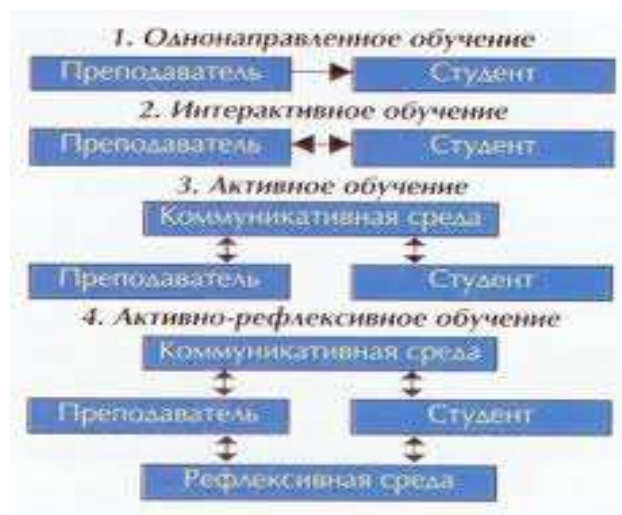 1. Однонаправленное обучение
Преподаватель Студент
2. Интерактивное обучение
Преподаватель Студент
3. Активное обучение
Коммуникативная среда
Преподаватель Студент
4. Активно-рефлексивное обучение
Коммуникативная среда
Преподаватель Студент
Рефлексивная среда